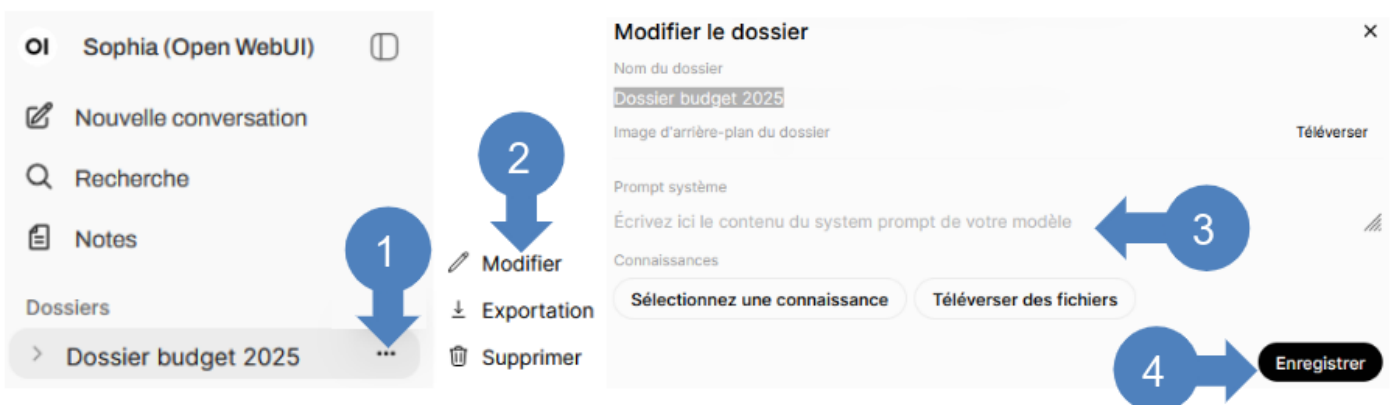 OI Sophia (Open WebUI)
Nouvelle conversation
Recherche
Notes
Dossiers
Dossier budget 2025 ...
1
2
Modifier
Exportation
Supprimer
Modifier le dossier
Nom du dossier
Dossier budget 2025
Image d'arrière-plan du dossier Téléverser
Prompt système
Écrivez ici le contenu du system prompt de votre modèle
3
Connaissances
Sélectionnez une connaissance Téléverser des fichiers
4
Enregistrer